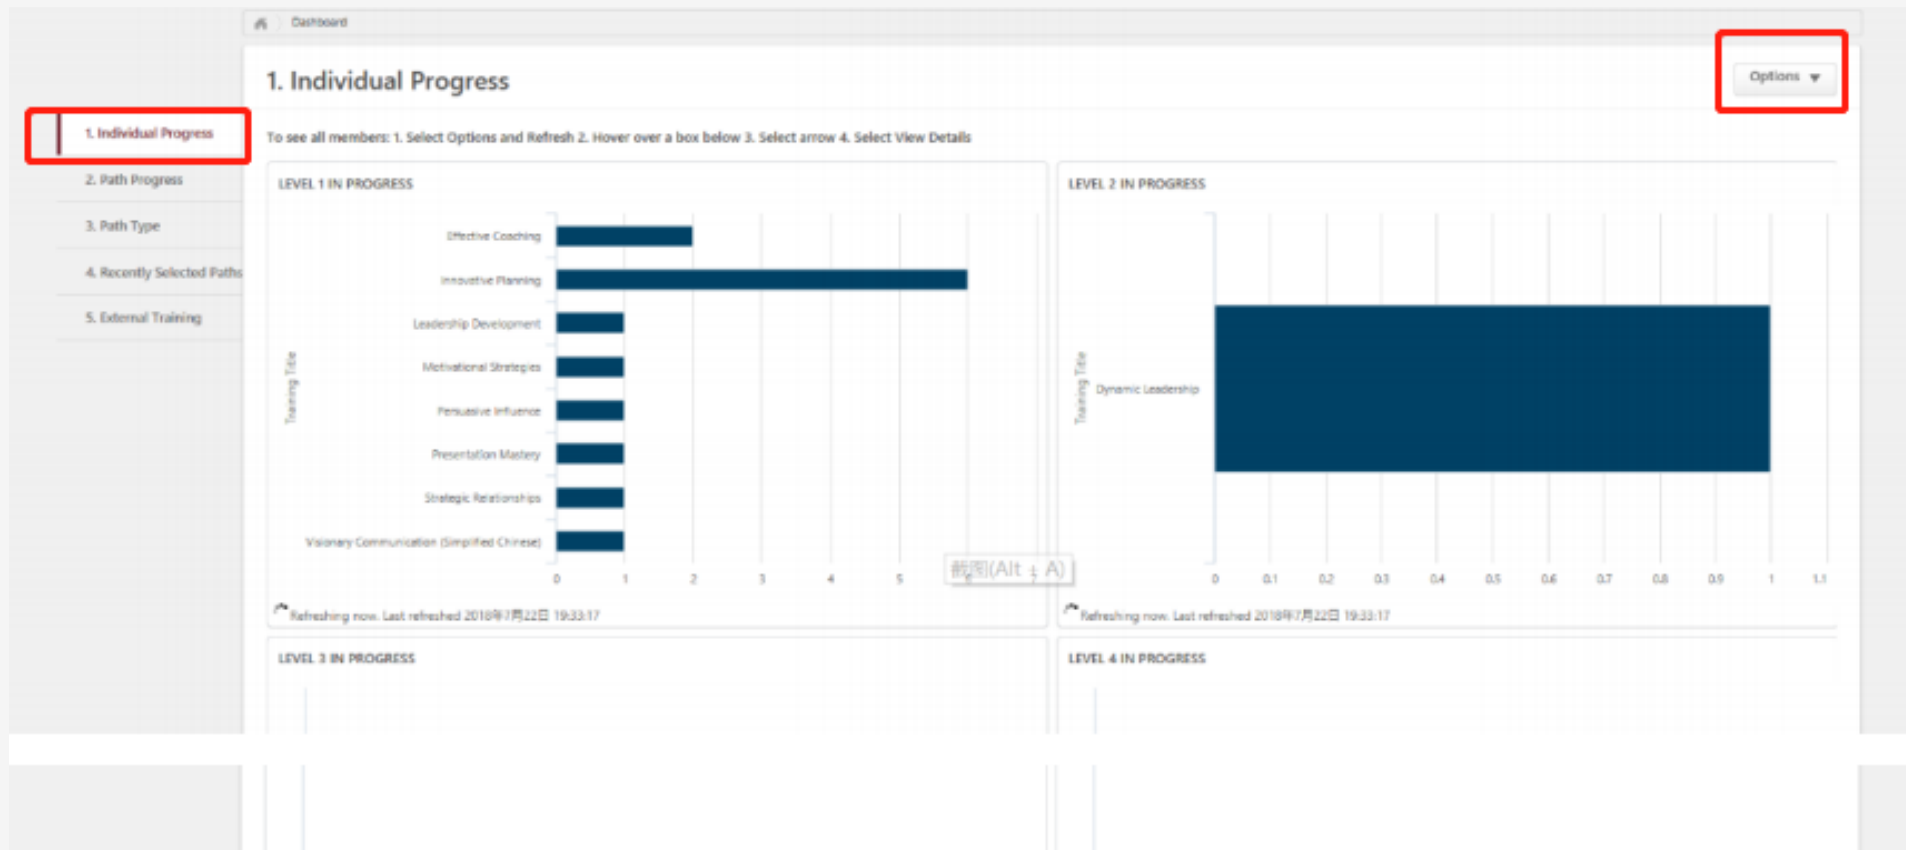 Dashboard
1. Individual Progress
Options
1. Individual Progress
2. Path Progress
3. Path Type
4. Recently Selected Paths
5. External Training
To see all members: 1. Select Options and Refresh 2. Hover over a box below 3. Select arrow 4. Select View Details
LEVEL 1 IN PROGRESS
Training Title
Effective Coaching
Innovative Planning
Leadership Development
Motivational Strategies
Persuasive Influence
Presentation Mastery
Strategic Relationships
Visionary Communication (Simplified Chinese)
0 1 2 3 4 5 6 7
截图(Alt + A)
Refreshing now. Last refreshed 2018年7月22日 19:33:17
LEVEL 2 IN PROGRESS
Training Title
Dynamic Leadership
0 0.1 0.2 0.3 0.4 0.5 0.6 0.7 0.8 0.9 1 1.1
Refreshing now. Last refreshed 2018年7月22日 19:33:17
LEVEL 3 IN PROGRESS
LEVEL 4 IN PROGRESS